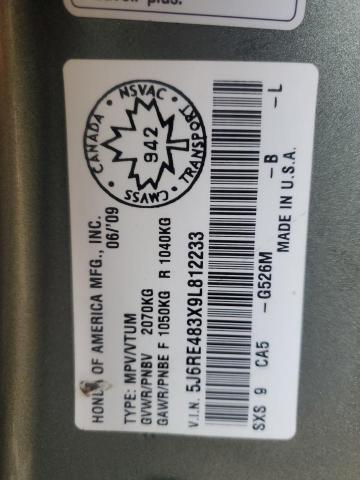 HONDA OF AMERICA MFG., INC.
06/'09
TYPE: MPV/VTUM
GVWR/PNBV 2070KG
GAWR/PNBE F 1050KG R 1040KG
V.I.N. 5J6RE483X9L812233
SXS 9 CA5 -G526M -B -L
MADE IN U.S.A.
CANADA • NSVAC • TRANSPORT • CMVSS •
942
plus.